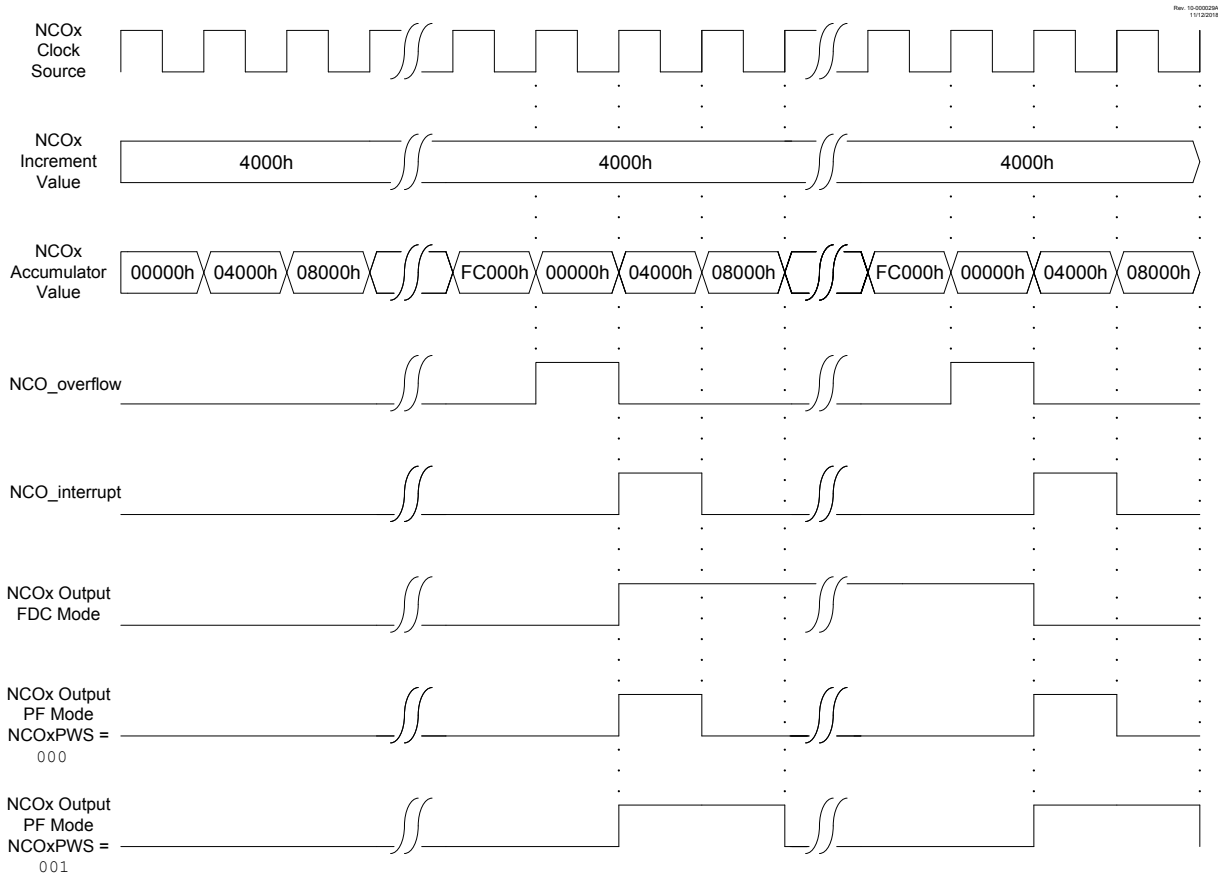 Rev. 10-000029A
11/12/2018
NCOx
Clock
Source
NCOx
Increment
Value
4000h
4000h
4000h
NCOx
Accumulator
Value
00000h 04000h 08000h FC000h 00000h 04000h 08000h FC000h 00000h 04000h 08000h
NCO_overflow
NCO_interrupt
NCOx Output
FDC Mode
NCOx Output
PF Mode
NCOxPWS =
000
NCOx Output
PF Mode
NCOxPWS =
001